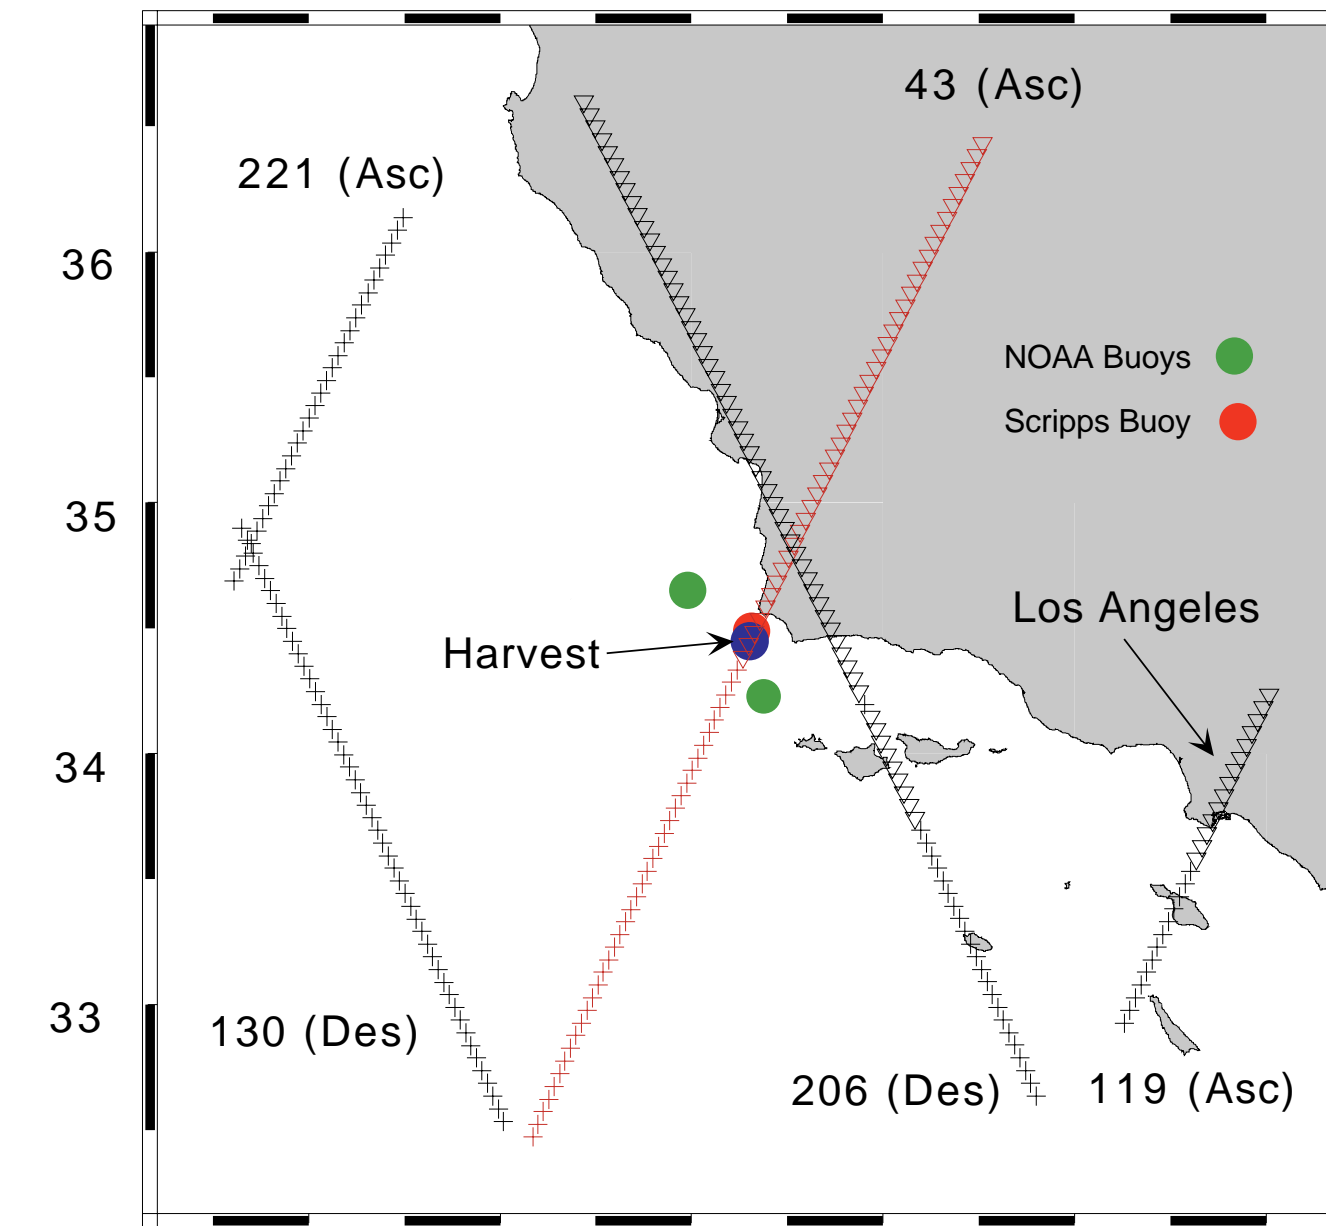 43 (Asc)
221 (Asc)
36
NOAA Buoys
Scripps Buoy
35
Los Angeles
Harvest
34
33
130 (Des)
206 (Des)
119 (Asc)